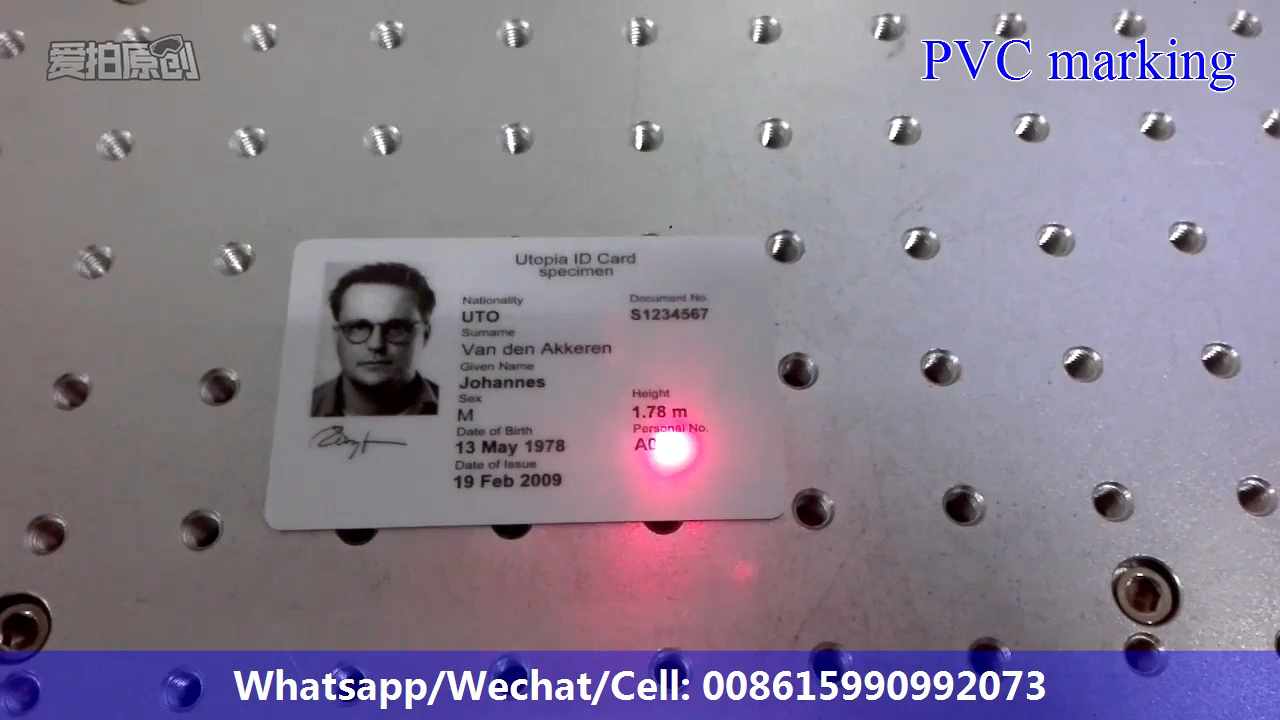 爱拍原创
PVC marking
Utopia ID Card
specimen
Nationality
UTO
Document No.
S1234567
Surname
Van den Akkeren
Given Name
Johannes
Sex
M
Height
1.78 m
Date of Birth
13 May 1978
Personal No.
Date of Issue
19 Feb 2009
Whatsapp/Wechat/Cell: 008615990992073